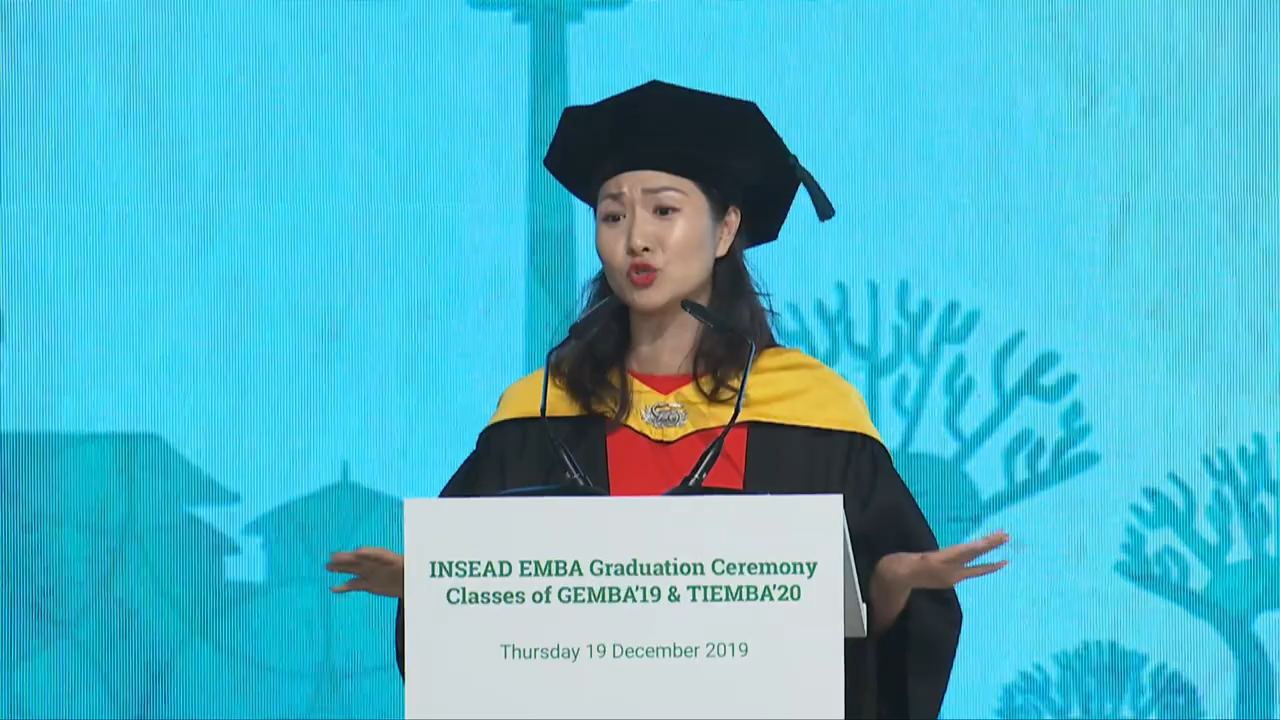 INSEAD EMBA Graduation Ceremony
Classes of GEMBA'19 & TIEMBA'20
Thursday 19 December 2019